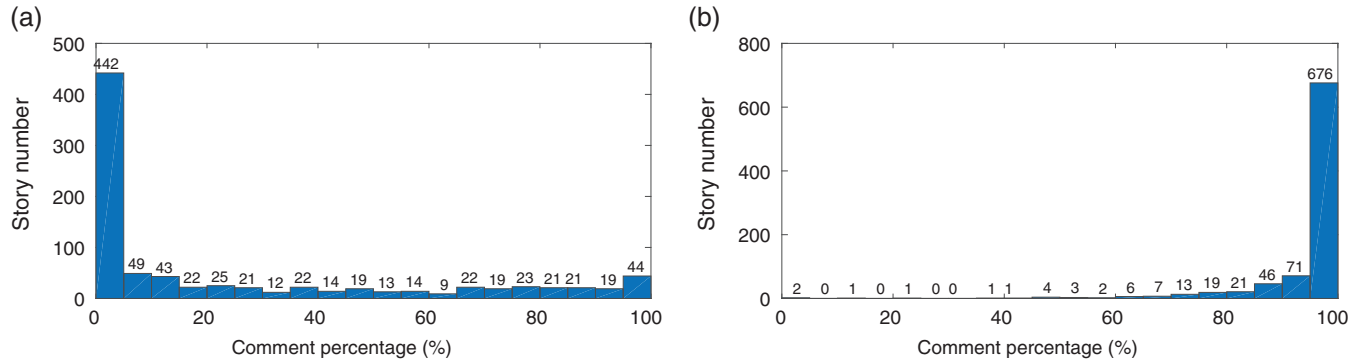 (a)
500
400
300
200
100
0
Story number
442
49 43 22 25 21 12 22 14 19 13 14 9 22 19 23 21 21 19 44
0 20 40 60 80 100
Comment percentage (%)
(b)
800
600
400
200
0
Story number
2 0 1 0 1 0 0 1 1 4 3 2 6 7 13 19 21 46 71 676
0 20 40 60 80 100
Comment percentage (%)